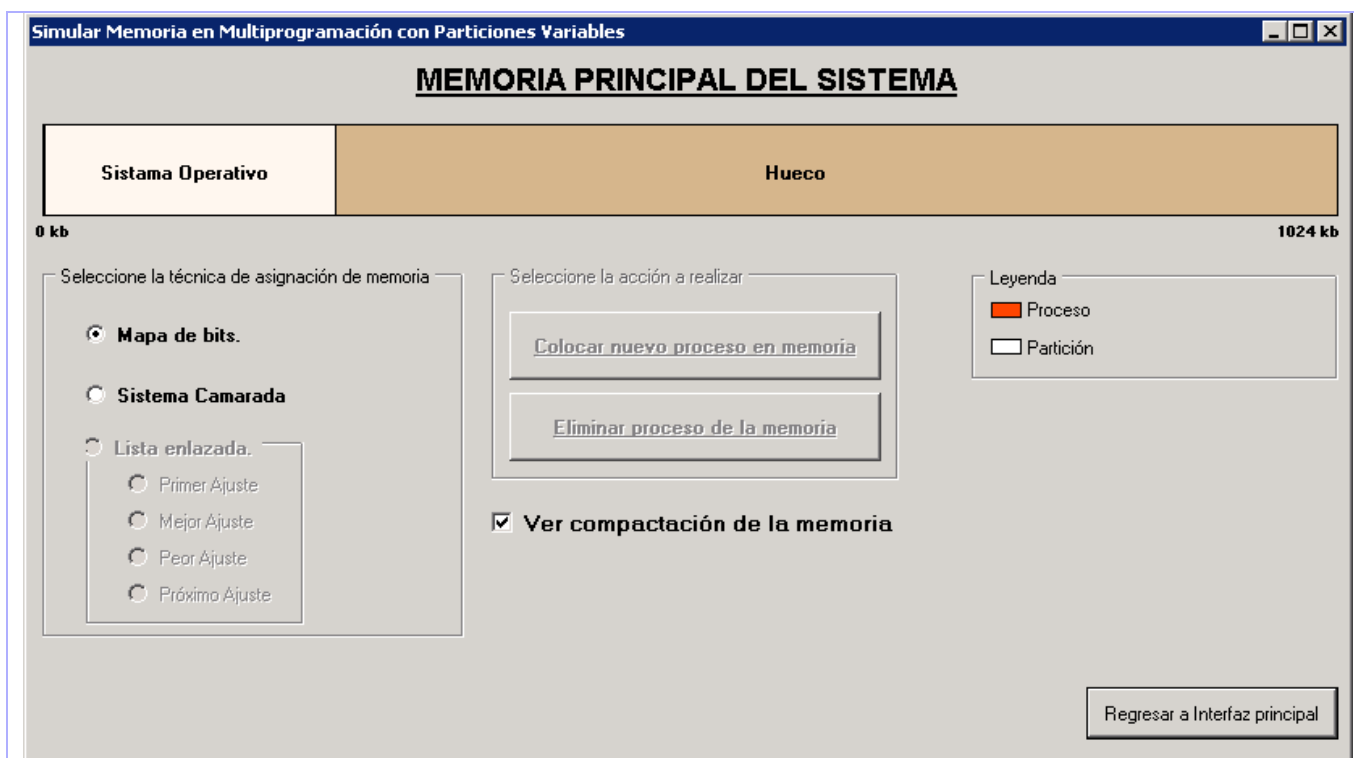 Simular Memoria en Multiprogramación con Particiones Variables
MEMORIA PRINCIPAL DEL SISTEMA
Sistama Operativo
Hueco
0 kb
1024 kb
Seleccione la técnica de asignación de memoria
Mapa de bits.
Sistema Camarada
Lista enlazada.
Primer Ajuste
Mejor Ajuste
Peor Ajuste
Próximo Ajuste
Seleccione la acción a realizar
Colocar nuevo proceso en memoria
Eliminar proceso de la memoria
Ver compactación de la memoria
Leyenda
Proceso
Partición
Regresar a Interfaz principal